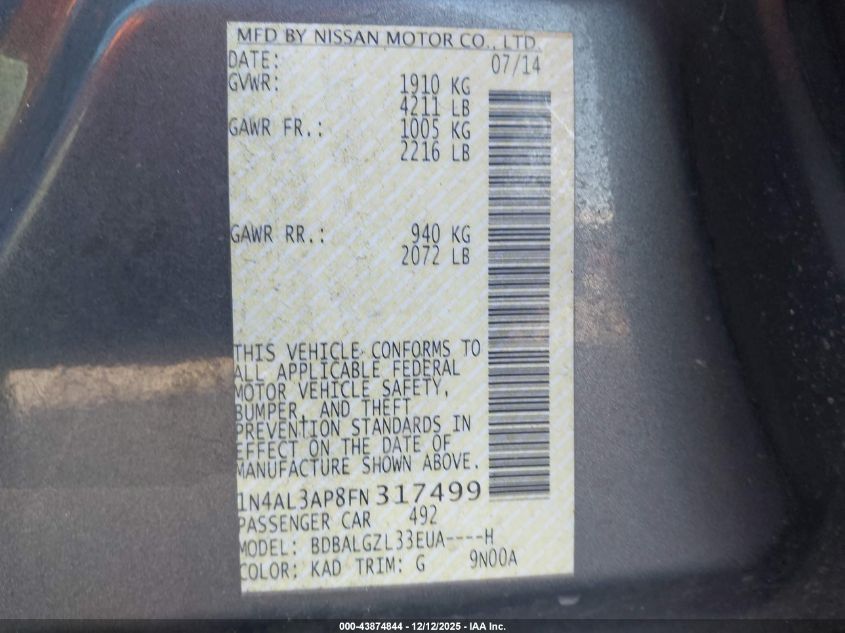 MFD BY NISSAN MOTOR CO., LTD.
DATE: 07/14
GVWR: 1910 KG
4211 LB
GAWR FR.: 1005 KG
2216 LB
GAWR RR.: 940 KG
2072 LB
THIS VEHICLE CONFORMS TO
ALL APPLICABLE FEDERAL
MOTOR VEHICLE SAFETY,
BUMPER, AND THEFT
PREVENTION STANDARDS IN
EFFECT ON THE DATE OF
MANUFACTURE SHOWN ABOVE.
1N4AL3AP8FN317499
PASSENGER CAR 492
MODEL: BDBALGZL33EUA----H
COLOR: KAD TRIM: G 9N00A
000-43874844 - 12/12/2025 - IAA Inc.